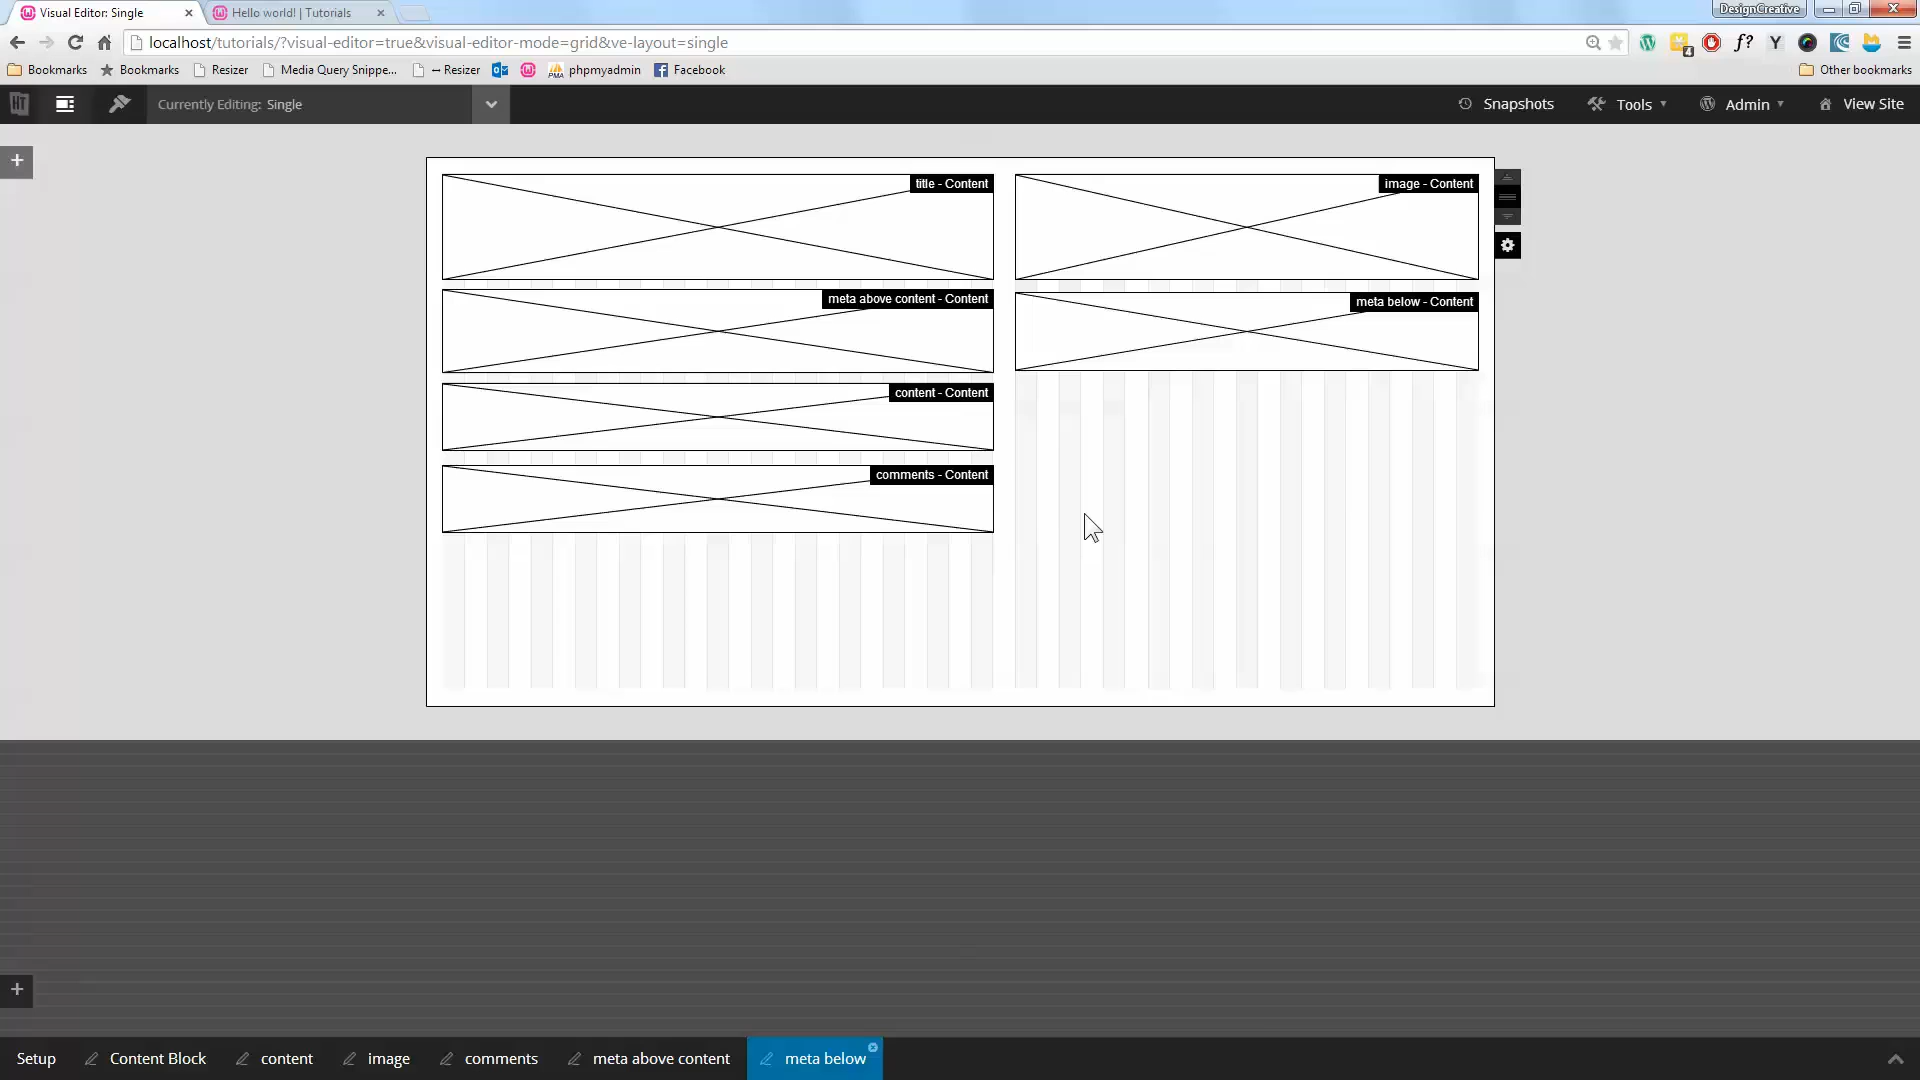 Visual Editor: Single
Hello world! | Tutorials
DesignCreative
localhost/tutorials/?visual-editor=true&visual-editor-mode=grid&ve-layout=single
4
f?
Y
Bookmarks
Bookmarks
Resizer
Media Query Snippe...
↔ Resizer
phpmyadmin
Facebook
Other bookmarks
HT
Currently Editing: Single
Snapshots
Tools
Admin
View Site
title - Content
image - Content
meta above content - Content
meta below - Content
content - Content
comments - Content
Setup
Content Block
content
image
comments
meta above content
meta below